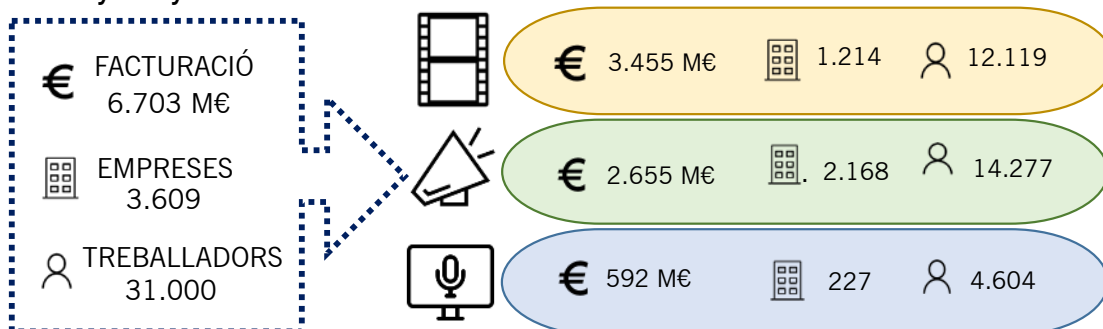 FACTURACIÓ
6.703 M€
EMPRESES
3.609
TREBALLADORS
31.000
€ 3.455 M€ 1.214 12.119
€ 2.655 M€ . 2.168 14.277
€ 592 M€ 227 4.604